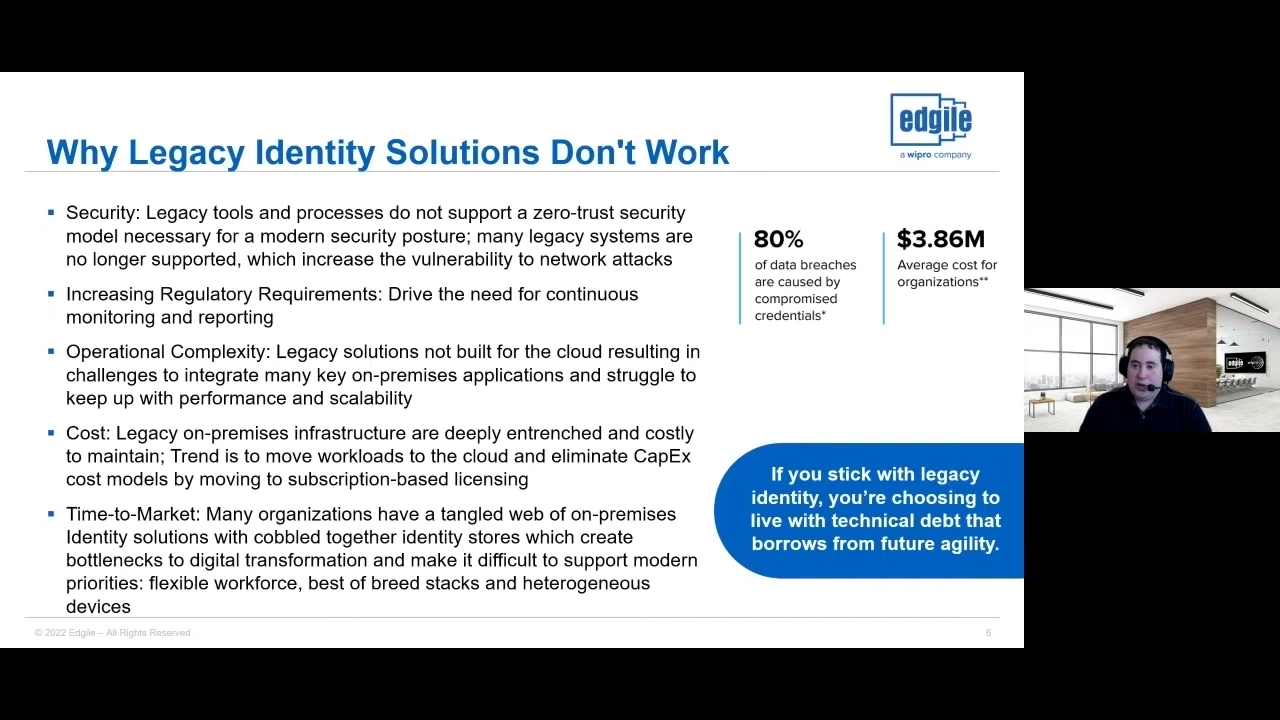 edgile
a wipro company
Why Legacy Identity Solutions Don't Work
▪ Security: Legacy tools and processes do not support a zero-trust security
model necessary for a modern security posture; many legacy systems are
no longer supported, which increase the vulnerability to network attacks
▪ Increasing Regulatory Requirements: Drive the need for continuous
monitoring and reporting
▪ Operational Complexity: Legacy solutions not built for the cloud resulting in
challenges to integrate many key on-premises applications and struggle to
keep up with performance and scalability
▪ Cost: Legacy on-premises infrastructure are deeply entrenched and costly
to maintain; Trend is to move workloads to the cloud and eliminate CapEx
cost models by moving to subscription-based licensing
▪ Time-to-Market: Many organizations have a tangled web of on-premises
Identity solutions with cobbled together identity stores which create
bottlenecks to digital transformation and make it difficult to support modern
priorities: flexible workforce, best of breed stacks and heterogeneous
devices
80%
of data breaches
are caused by
compromised
credentials*
$3.86M
Average cost for
organizations**
If you stick with legacy
identity, you’re choosing to
live with technical debt that
borrows from future agility.
© 2022 Edgile – All Rights Reserved
6
edgile